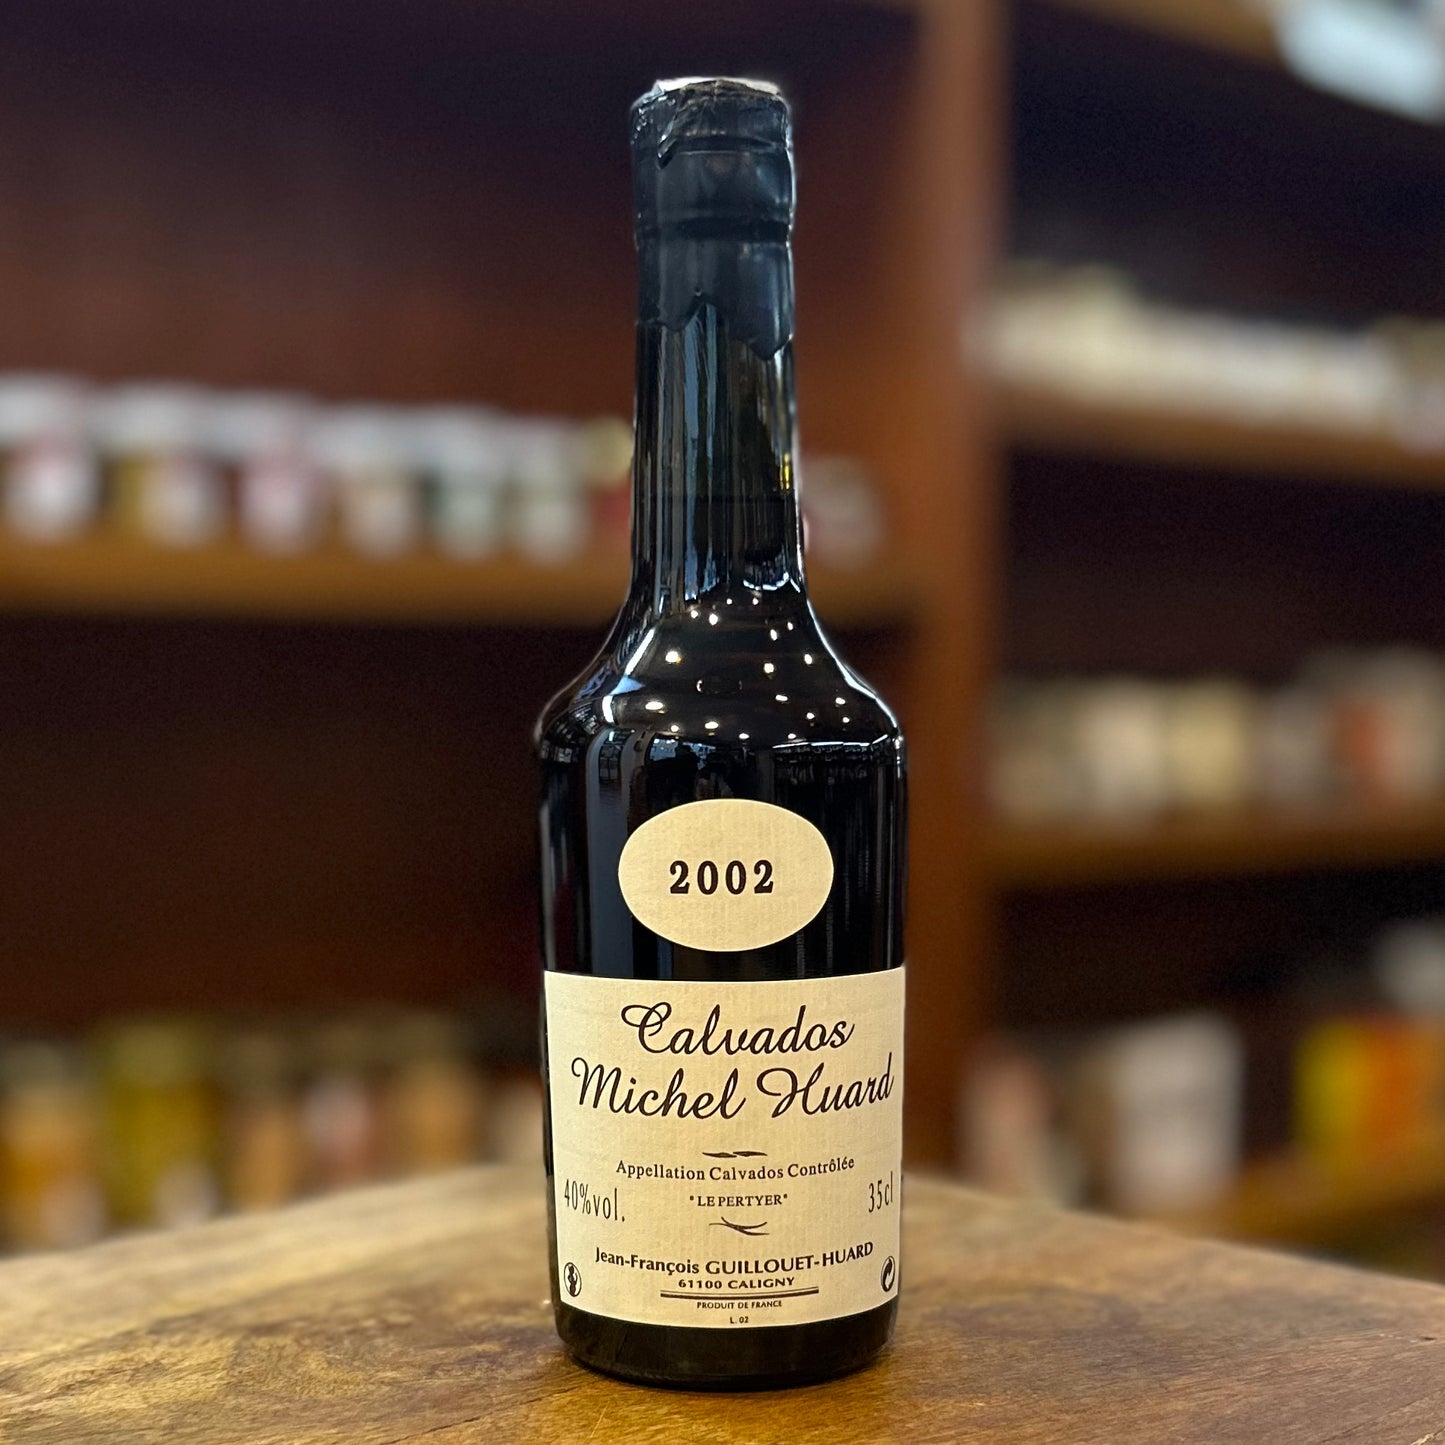 2002
Calvados
Michel Huard
Appellation Calvados Contrôlée
40%vol.
"LE PERTYER"
35cl
Jean-François GUILLOUET-HUARD
61100 CALIGNY
PRODUIT DE FRANCE
L. 02